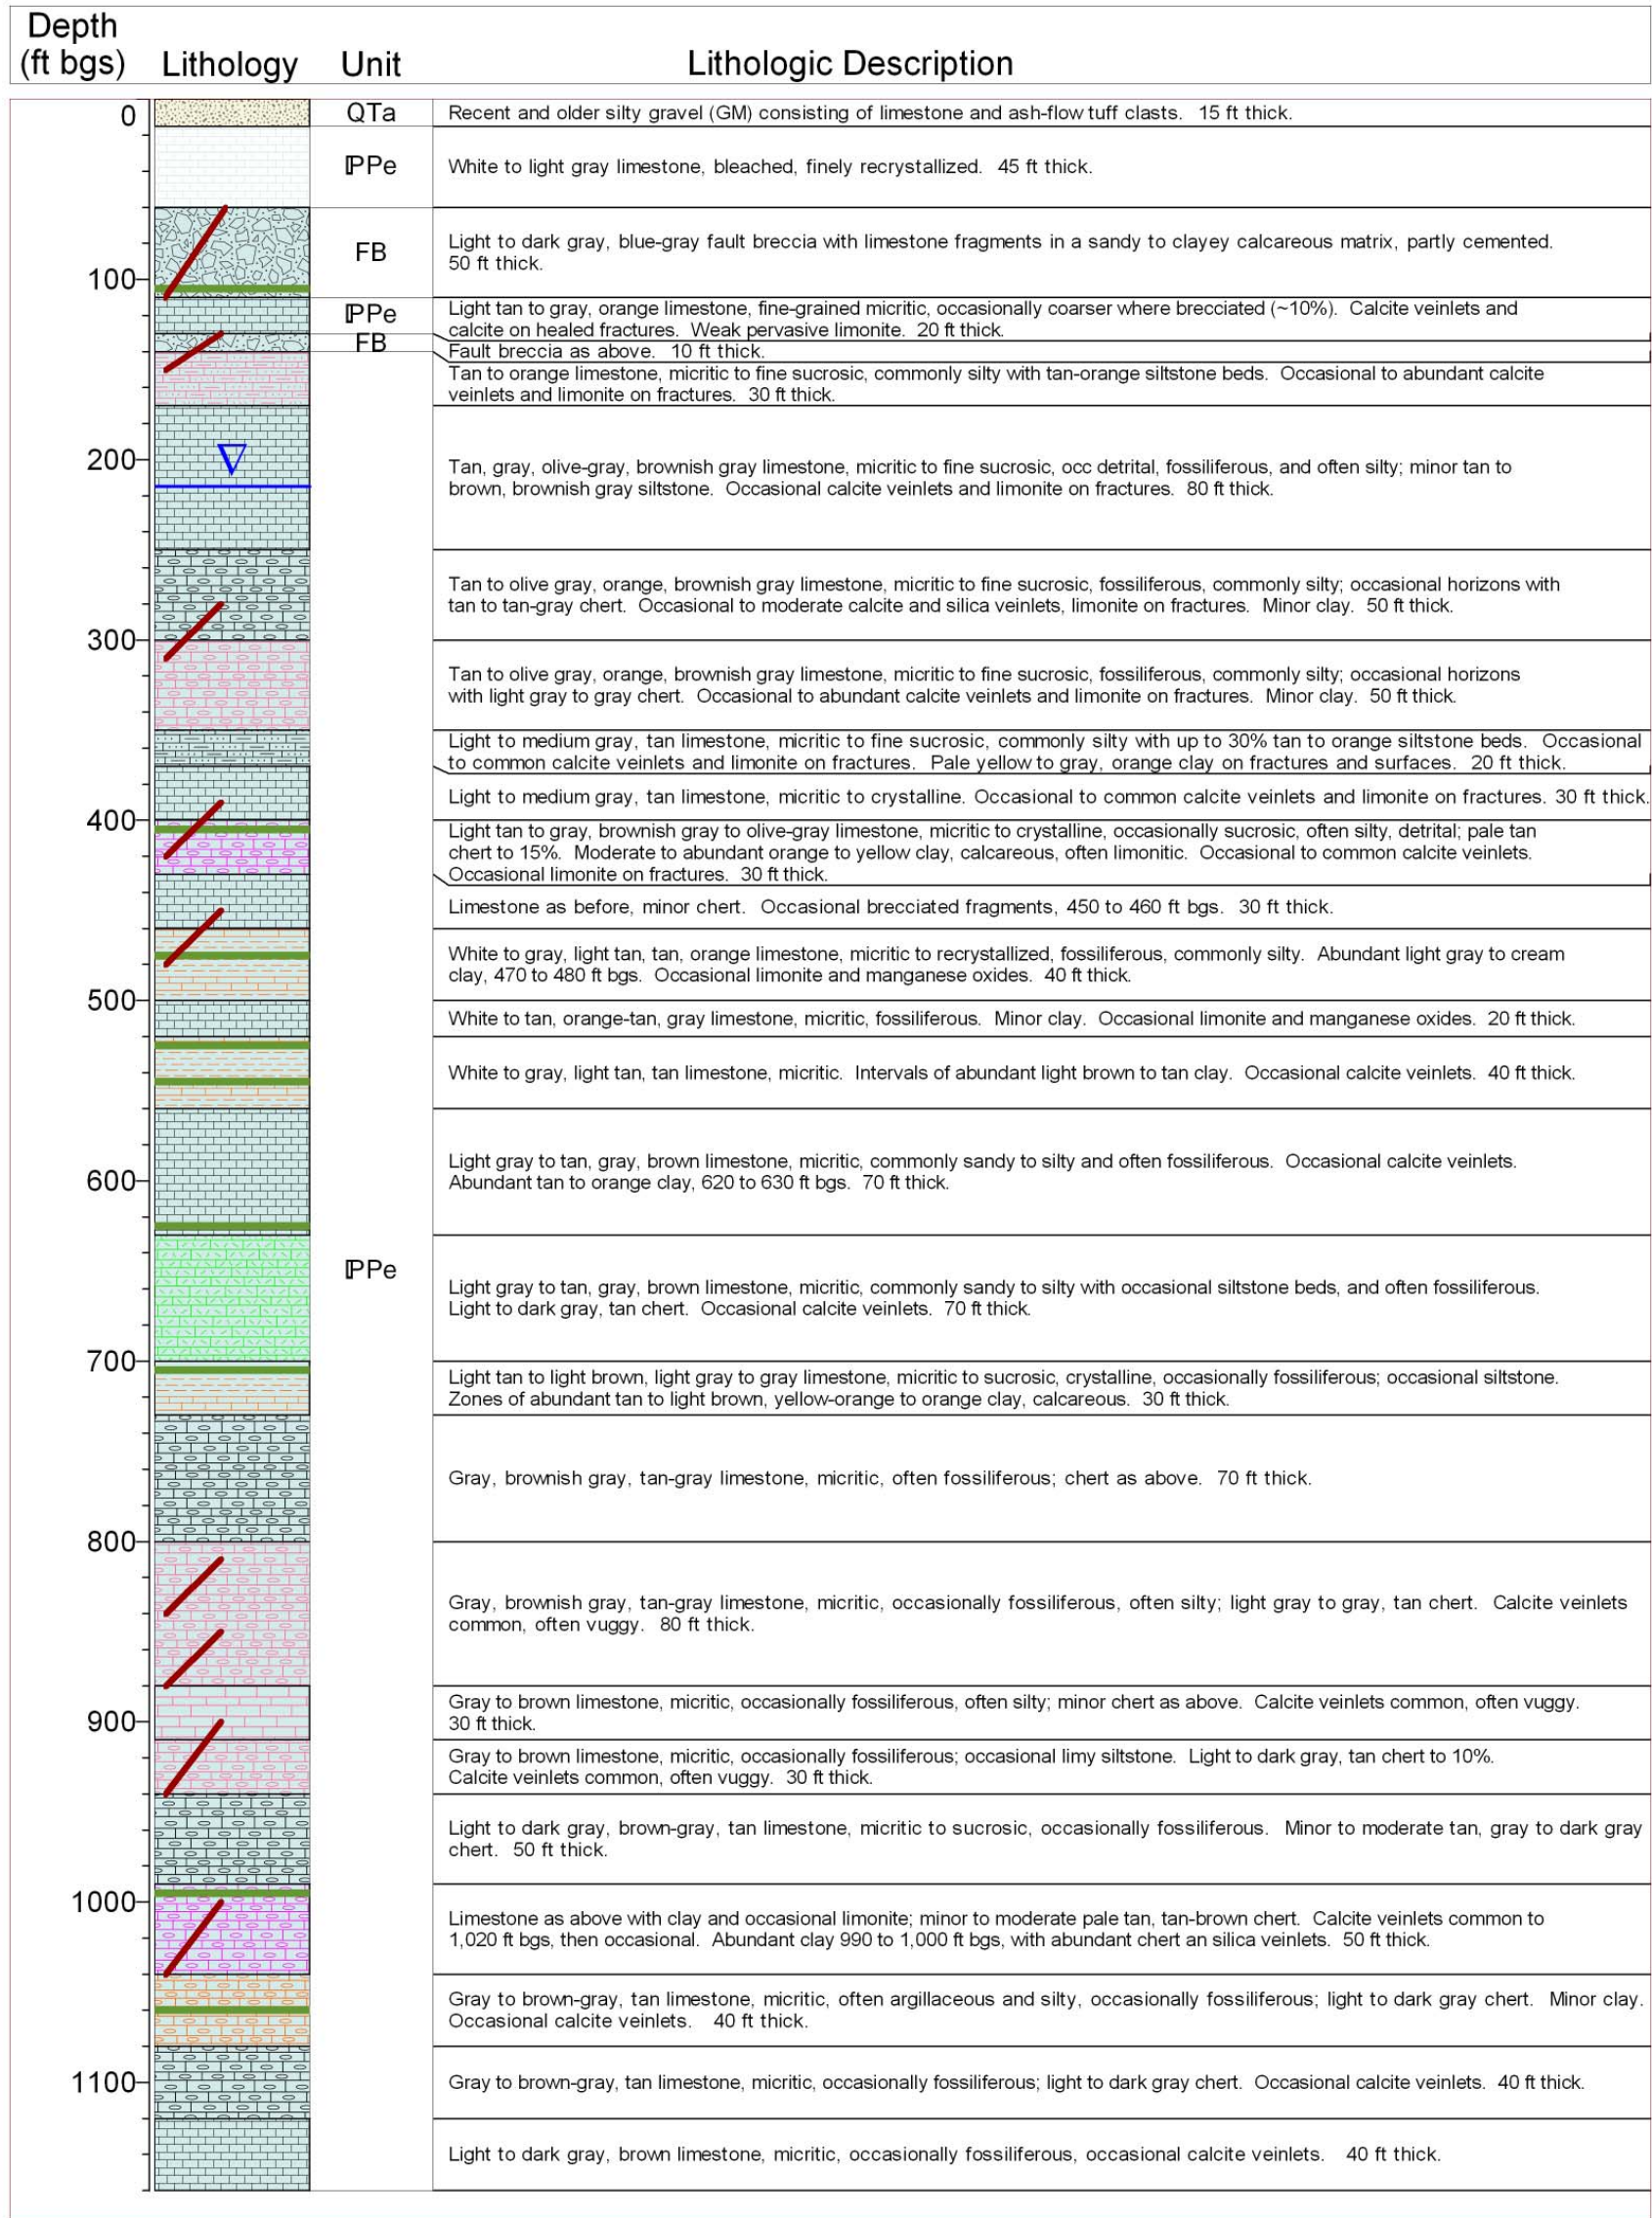 Depth
(ft bgs) Lithology Unit Lithologic Description
0 QTa Recent and older silty gravel (GM) consisting of limestone and ash-flow tuff clasts. 15 ft thick.
ℙPe White to light gray limestone, bleached, finely recrystallized. 45 ft thick.
FB Light to dark gray, blue-gray fault breccia with limestone fragments in a sandy to clayey calcareous matrix, partly cemented.
50 ft thick.
100
ℙPe Light tan to gray, orange limestone, fine-grained micritic, occasionally coarser where brecciated (~10%). Calcite veinlets and
calcite on healed fractures. Weak pervasive limonite. 20 ft thick.
FB Fault breccia as above. 10 ft thick.
Tan to orange limestone, micritic to fine sucrosic, commonly silty with tan-orange siltstone beds. Occasional to abundant calcite
veinlets and limonite on fractures. 30 ft thick.
200 Tan, gray, olive-gray, brownish gray limestone, micritic to fine sucrosic, occ detrital, fossiliferous, and often silty; minor tan to
brown, brownish gray siltstone. Occasional calcite veinlets and limonite on fractures. 80 ft thick.
Tan to olive gray, orange, brownish gray limestone, micritic to fine sucrosic, fossiliferous, commonly silty; occasional horizons with
tan to tan-gray chert. Occasional to moderate calcite and silica veinlets, limonite on fractures. Minor clay. 50 ft thick.
300
Tan to olive gray, orange, brownish gray limestone, micritic to fine sucrosic, fossiliferous, commonly silty; occasional horizons
with light gray to gray chert. Occasional to abundant calcite veinlets and limonite on fractures. Minor clay. 50 ft thick.
Light to medium gray, tan limestone, micritic to fine sucrosic, commonly silty with up to 30% tan to orange siltstone beds. Occasional
to common calcite veinlets and limonite on fractures. Pale yellow to gray, orange clay on fractures and surfaces. 20 ft thick.
Light to medium gray, tan limestone, micritic to crystalline. Occasional to common calcite veinlets and limonite on fractures. 30 ft thick.
400
Light tan to gray, brownish gray to olive-gray limestone, micritic to crystalline, occasionally sucrosic, often silty, detrital; pale tan
chert to 15%. Moderate to abundant orange to yellow clay, calcareous, often limonitic. Occasional to common calcite veinlets.
Occasional limonite on fractures. 30 ft thick.
Limestone as before, minor chert. Occasional brecciated fragments, 450 to 460 ft bgs. 30 ft thick.
White to gray, light tan, tan, orange limestone, micritic to recrystallized, fossiliferous, commonly silty. Abundant light gray to cream
clay, 470 to 480 ft bgs. Occasional limonite and manganese oxides. 40 ft thick.
500
White to tan, orange-tan, gray limestone, micritic, fossiliferous. Minor clay. Occasional limonite and manganese oxides. 20 ft thick.
White to gray, light tan, tan limestone, micritic. Intervals of abundant light brown to tan clay. Occasional calcite veinlets. 40 ft thick.
600 Light gray to tan, gray, brown limestone, micritic, commonly sandy to silty and often fossiliferous. Occasional calcite veinlets.
Abundant tan to orange clay, 620 to 630 ft bgs. 70 ft thick.
ℙPe Light gray to tan, gray, brown limestone, micritic, commonly sandy to silty with occasional siltstone beds, and often fossiliferous.
Light to dark gray, tan chert. Occasional calcite veinlets. 70 ft thick.
700
Light tan to light brown, light gray to gray limestone, micritic to sucrosic, crystalline, occasionally fossiliferous; occasional siltstone.
Zones of abundant tan to light brown, yellow-orange to orange clay, calcareous. 30 ft thick.
Gray, brownish gray, tan-gray limestone, micritic, often fossiliferous; chert as above. 70 ft thick.
800
Gray, brownish gray, tan-gray limestone, micritic, occasionally fossiliferous, often silty; light gray to gray, tan chert. Calcite veinlets
common, often vuggy. 80 ft thick.
900 Gray to brown limestone, micritic, occasionally fossiliferous, often silty; minor chert as above. Calcite veinlets common, often vuggy.
30 ft thick.
Gray to brown limestone, micritic, occasionally fossiliferous; occasional limy siltstone. Light to dark gray, tan chert to 10%.
Calcite veinlets common, often vuggy. 30 ft thick.
Light to dark gray, brown-gray, tan limestone, micritic to sucrosic, occasionally fossiliferous. Minor to moderate tan, gray to dark gray
chert. 50 ft thick.
1000
Limestone as above with clay and occasional limonite; minor to moderate pale tan, tan-brown chert. Calcite veinlets common to
1,020 ft bgs, then occasional. Abundant clay 990 to 1,000 ft bgs, with abundant chert an silica veinlets. 50 ft thick.
Gray to brown-gray, tan limestone, micritic, often argillaceous and silty, occasionally fossiliferous; light to dark gray chert. Minor clay.
Occasional calcite veinlets. 40 ft thick.
1100 Gray to brown-gray, tan limestone, micritic, occasionally fossiliferous; light to dark gray chert. Occasional calcite veinlets. 40 ft thick.
Light to dark gray, brown limestone, micritic, occasionally fossiliferous, occasional calcite veinlets. 40 ft thick.